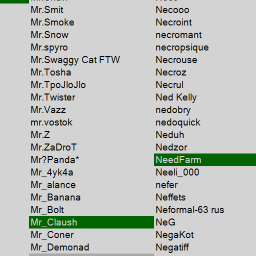 Mr.Smit
Mr.Smoke
Mr.Snow
Mr.spyro
Mr.Swaggy Cat FTW
Mr.Tosha
Mr.TpoJloJlo
Mr.Twister
Mr.Vazz
mr.vostok
Mr.Z
Mr.ZaDroT
Mr?Panda*
Mr_4yk4a
Mr_alance
Mr_Banana
Mr_Bolt
Mr_Claush
Mr_Coner
Mr_Demonad
Necooo
Necroint
necromant
necropsique
Necrouse
Necroz
Necrul
Ned Kelly
nedobry
nedoquick
Neduh
Nedzor
NeedFarm
Neeli_000
nefer
Neffets
Neformal-63 rus
NeG
NegaKot
Negatiff